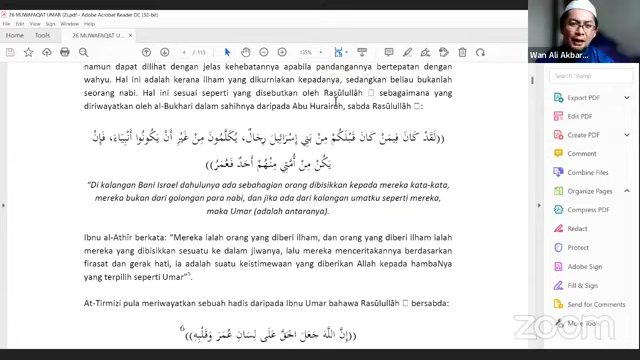 26 MUWAFAQAT UMAR (2).pdf - Adobe Acrobat Reader DC (32-bit)
File Edit View Sign Window Help
Home Tools 26 MUWAFAQAT UM...
4 / 113 135%
Wan Ali Akbar...
namun dapat dilihat dengan jelas kehebatannya apabila pandangannya bertepatan dengan
wahyu. Hal ini adalah kerana ilham yang dikurniakan kepadanya, sedangkan beliau bukanlah
seorang nabi. Hal ini sesuai seperti yang disebutkan oleh Rasūlullāh sebagaimana yang
diriwayatkan oleh al-Bukhari dalam sahihnya daripada Abu Hurairah, sabda Rasūlullāh :
((لَقَدْ كَانَ فِيمَنْ كَانَ قَبْلَكُمْ مِنْ بَنِي إِسْرَائِيلَ رِجَالٌ، يُكَلَّمُونَ مِنْ غَيْرِ أَنْ يَكُونُوا أَنْبِيَاءَ، فَإِنْ
يَكُنْ مِنْ أُمَّتِي مِنْهُمْ أَحَدٌ فَعُمَرُ))
“Di kalangan Bani Israel dahulunya ada sebahagian orang dibisikkan kepada mereka kata-kata,
mereka bukan dari golongan para nabi, dan jika ada dari kalangan umatku seperti mereka,
maka Umar (adalah antaranya).
Ibnu al-Athīr berkata: “Mereka ialah orang yang diberi ilham, dan orang yang diberi ilham ialah
mereka yang dibisikkan sesuatu ke dalam jiwanya, lalu mereka menceritakannya berdasarkan
firasat dan gerak hati, ia adalah suatu keistimewaan yang diberikan Allah kepada hambaNya
yang terpilih seperti Umar”5.
At-Tirmizi pula meriwayatkan sebuah hadis daripada Ibnu Umar bahawa Rasūlullāh bersabda:
((إِنَّ اللَّهَ جَعَلَ الحَقَّ عَلَى لِسَانِ عُمَرَ وَقَلْبِهِ)) 6
Export PDF
Edit PDF
Create PDF
Comment
Combine Files
Organize Pages
Compress PDF
Redact
Protect
Adobe Sign
Fill & Sign
Send for Comments
More Tools
zoom